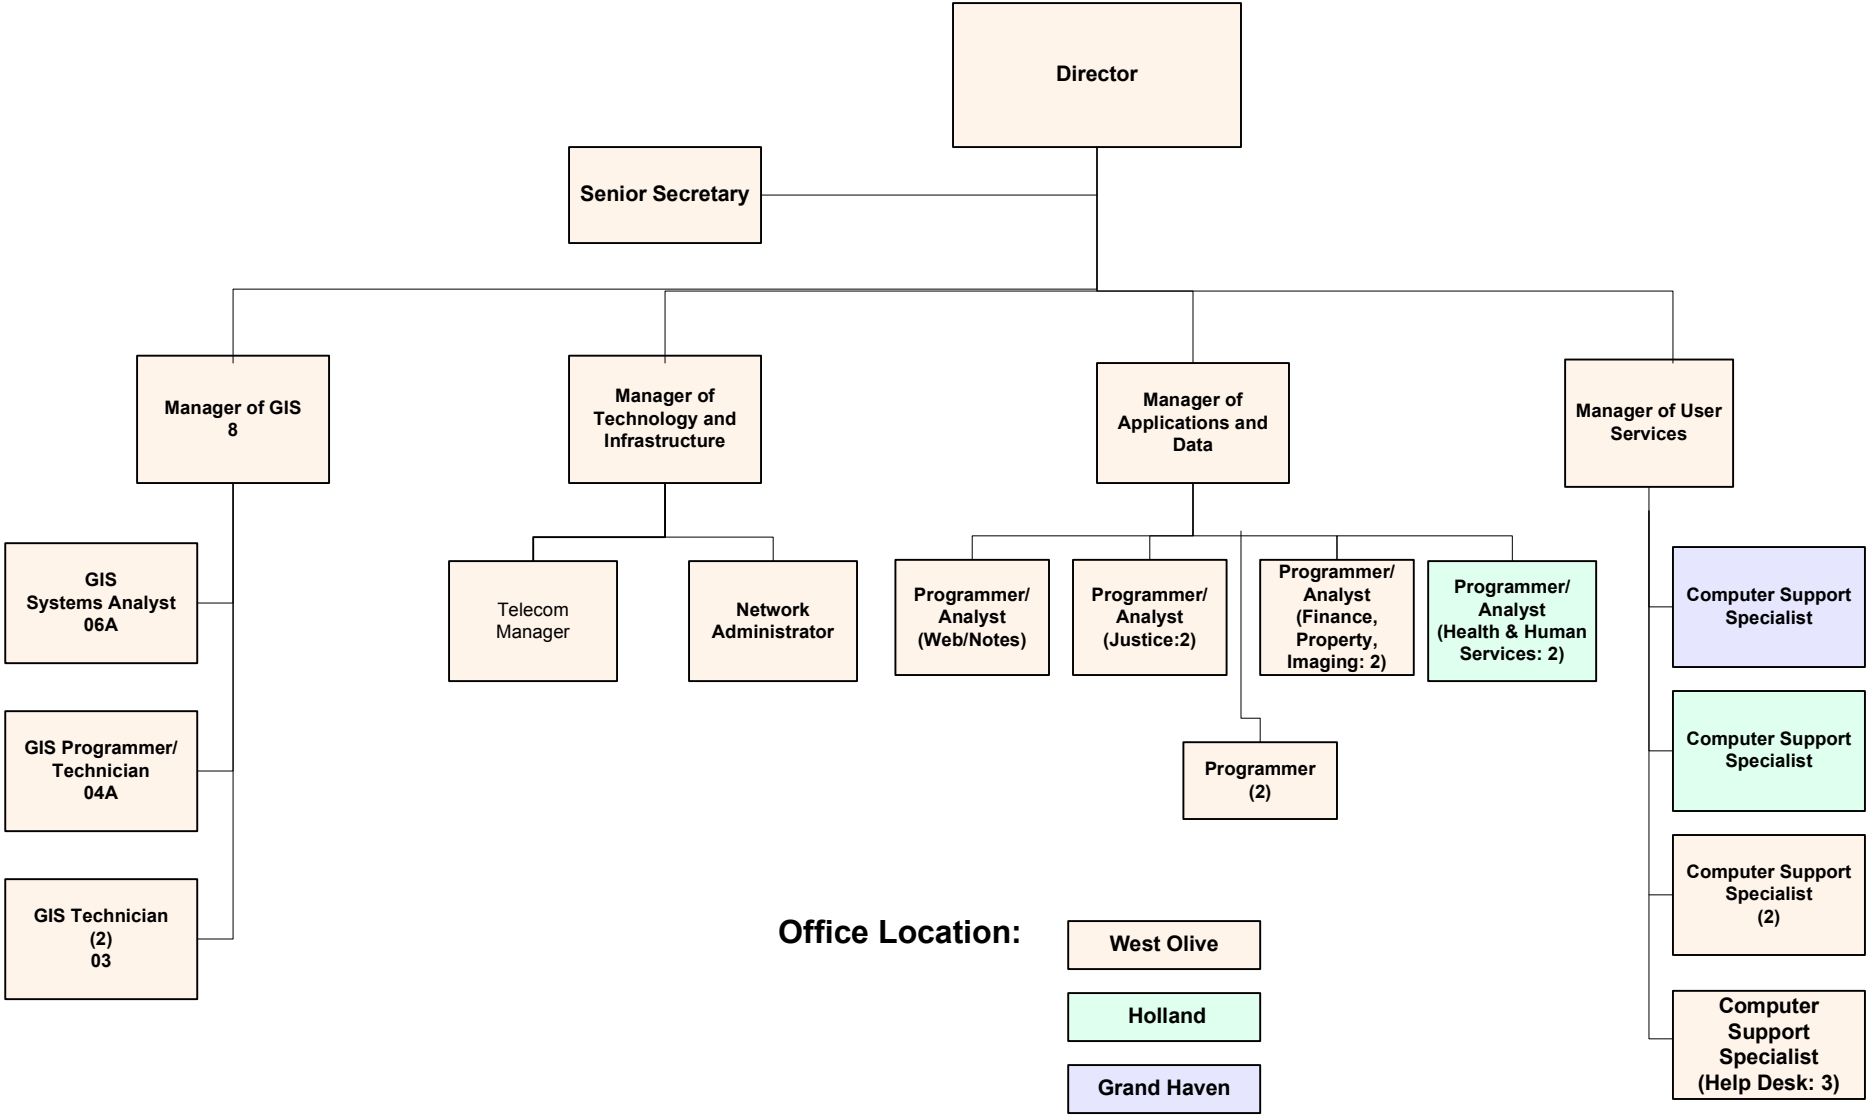 Director
Senior Secretary
Manager of GIS
8
Manager of
Technology and
Infrastructure
Manager of
Applications and
Data
Manager of User
Services
GIS
Systems Analyst
06A
GIS Programmer/
Technician
04A
GIS Technician
(2)
03
Telecom
Manager
Network
Administrator
Programmer/
Analyst
(Web/Notes)
Programmer/
Analyst
(Justice:2)
Programmer/
Analyst
(Finance,
Property,
Imaging: 2)
Programmer/
Analyst
(Health & Human
Services: 2)
Programmer
(2)
Computer Support
Specialist
Computer Support
Specialist
Computer Support
Specialist
(2)
Computer
Support
Specialist
(Help Desk: 3)
Office Location:
West Olive
Holland
Grand Haven